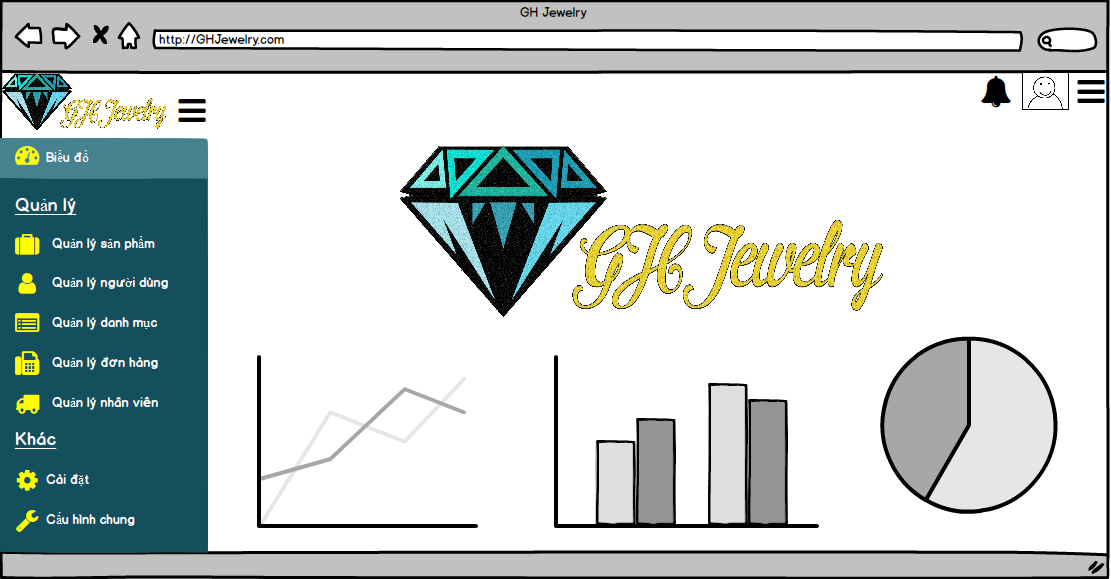 GH Jewelry
http://GHJewelry.com
GH Jewelry
Biểu đồ
Quản lý
Quản lý sản phẩm
Quản lý người dùng
Quản lý danh mục
Quản lý đơn hàng
Quản lý nhân viên
Khác
Cài đặt
Cấu hình chung
GH Jewelry